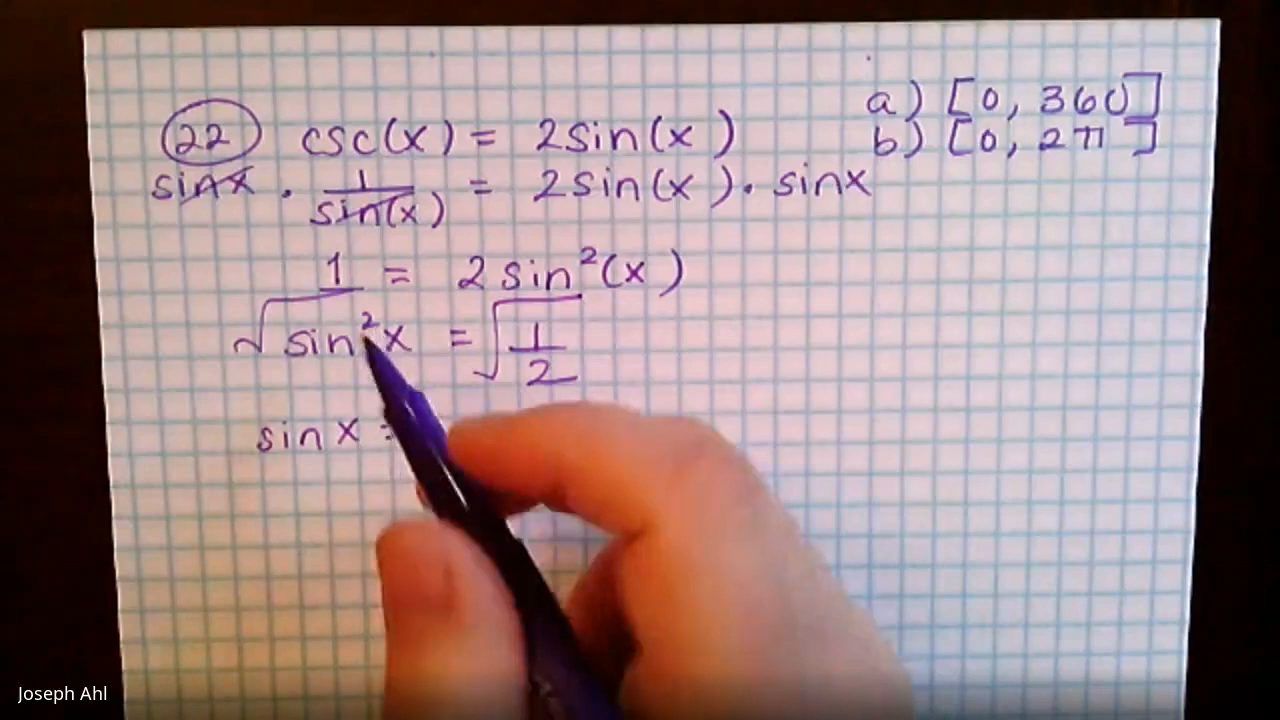 22 csc(x) = 2sin(x) a) [0, 360]
b) [0, 2π]
sinx · 1/sin(x) = 2sin(x) · sinx
1 = 2sin²(x)
√sin²x = √1/2
sin x =
Joseph Ahl